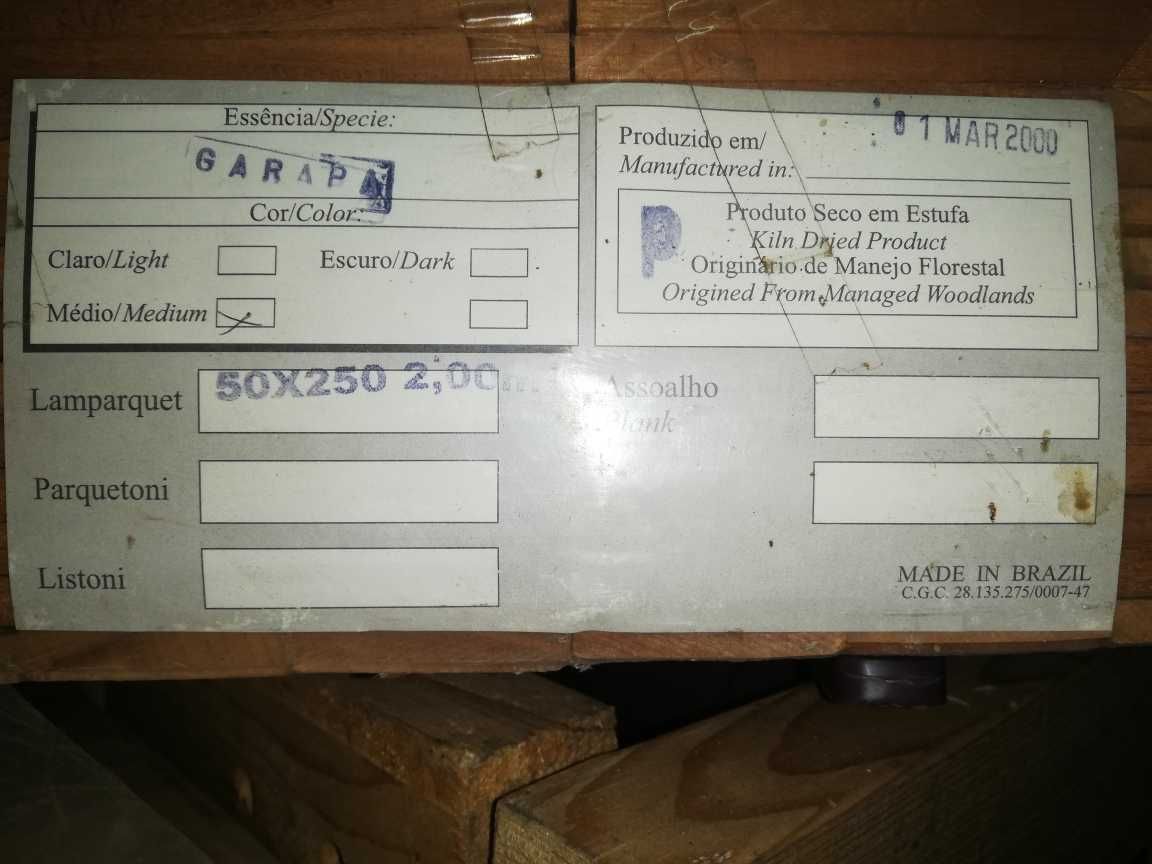 Essência/Specie:
GARAPA
Cor/Color:
Claro/Light
Escuro/Dark
Médio/Medium
Produzido em/
Manufactured in:
01 MAR 2000
P
Produto Seco em Estufa
Kiln Dried Product
Originário de Manejo Florestal
Origined From Managed Woodlands
Lamparquet
50X250 2,00
Assoalho
Plank
Parquetoni
Listoni
MADE IN BRAZIL
C.G.C. 28.135.275/0007-47